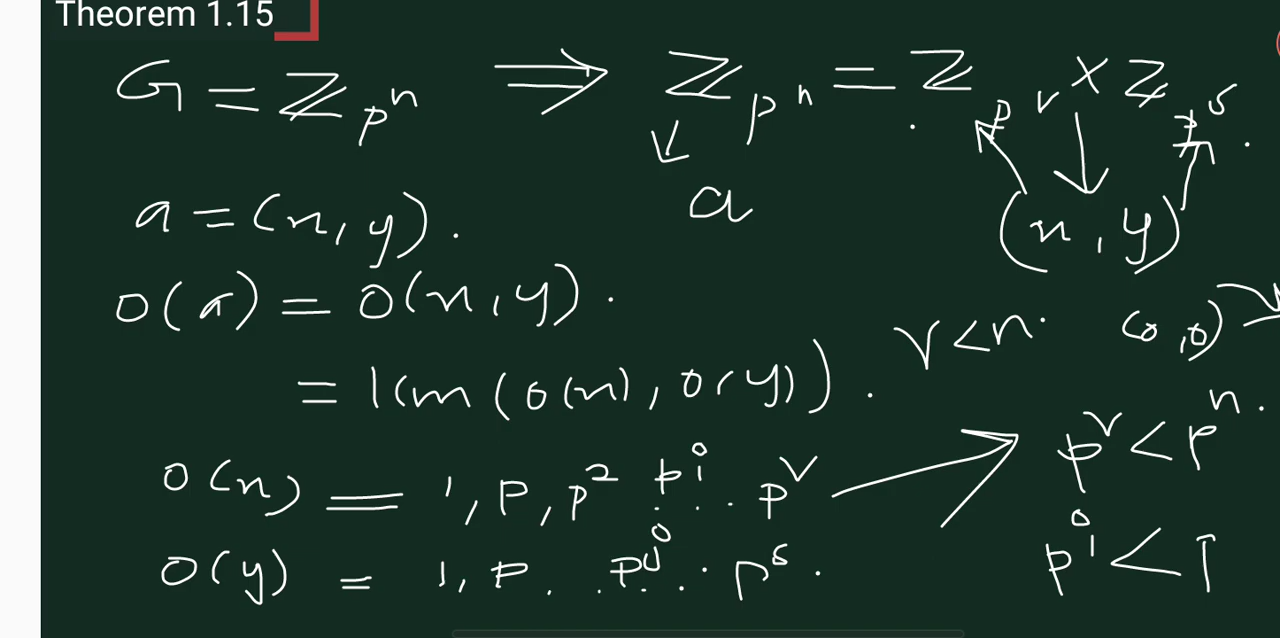 Theorem 1.15
G = ℤ_{p^n} ⟹ ℤ_{p^n} = ℤ_{p^r} × ℤ_{p^s} .
↓ a (x , y)
a = (x, y) .
o(a) = o(x, y) . r < n . (0, 0) →
= lcm (o(x), o(y)) .
o(x) = 1, p, p^2 .. p^i .. p^r → p^r < p^n .
o(y) = 1, p . .. p^j .. p^s . p^i < p